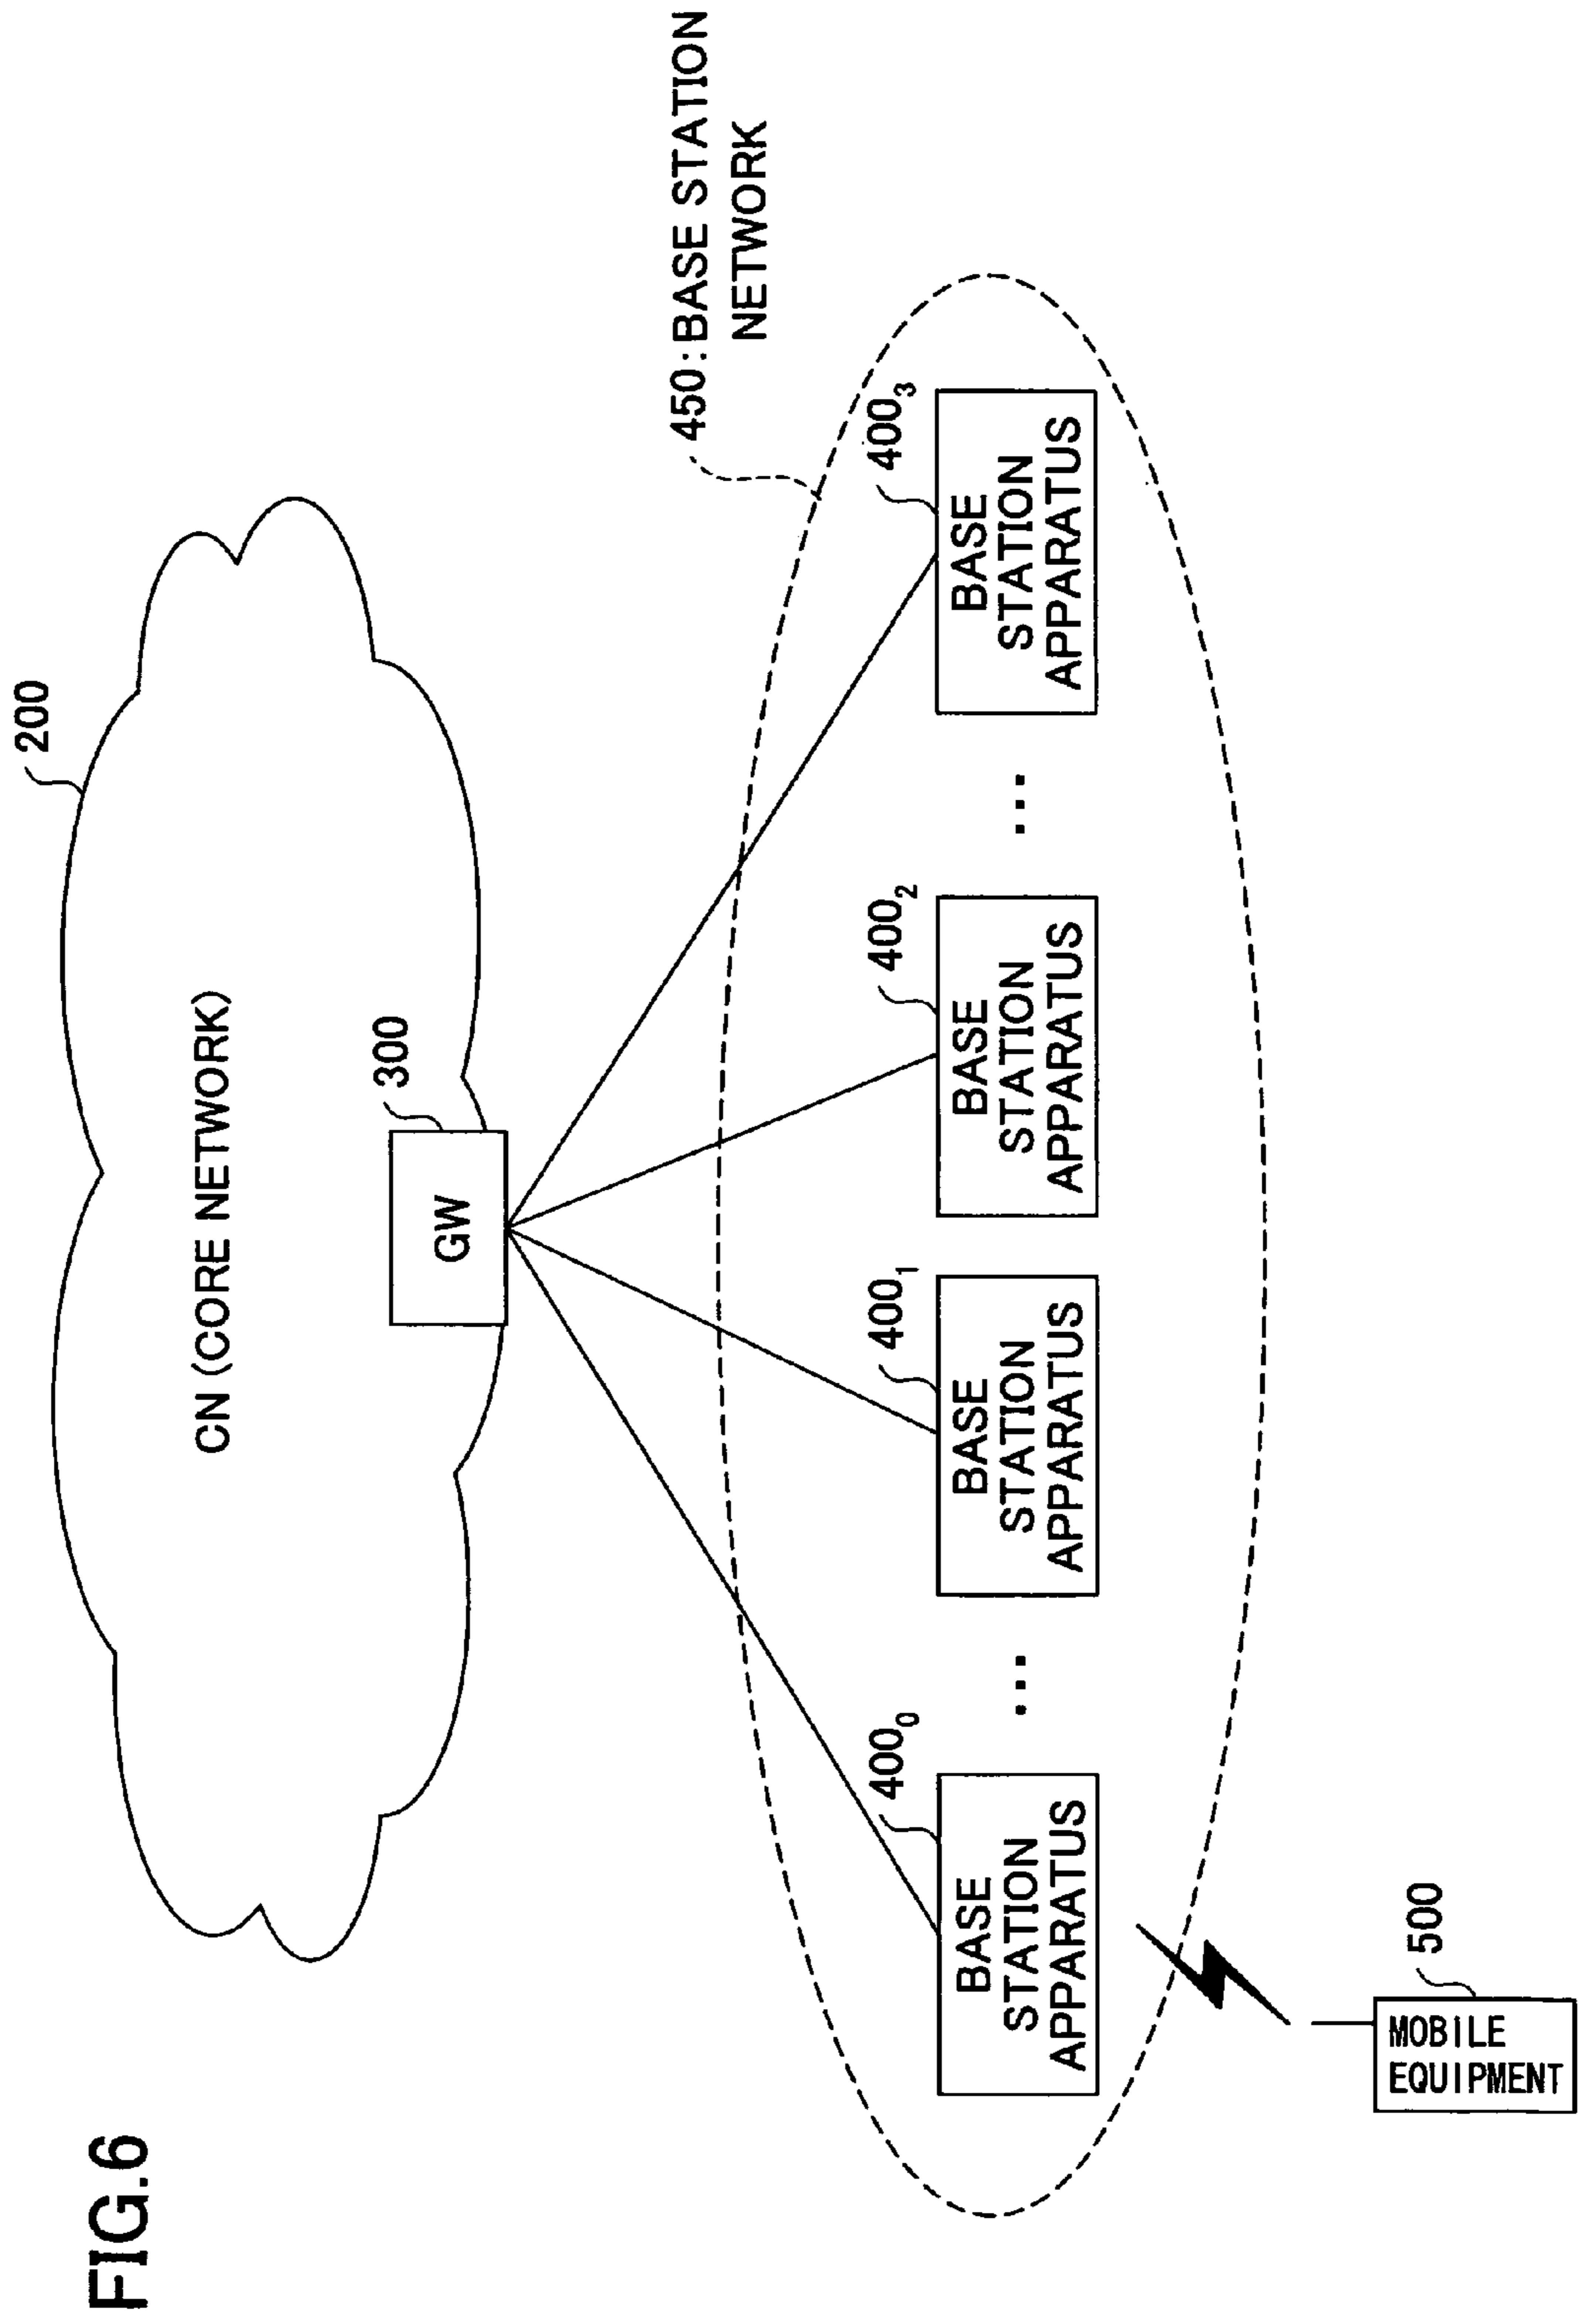 FIG.6
200
CN (CORE NETWORK)
300
GW
450:BASE STATION
NETWORK
400₀
BASE
STATION
APPARATUS
...
400₁
BASE
STATION
APPARATUS
400₂
BASE
STATION
APPARATUS
...
400₃
BASE
STATION
APPARATUS
500
MOBILE
EQUIPMENT